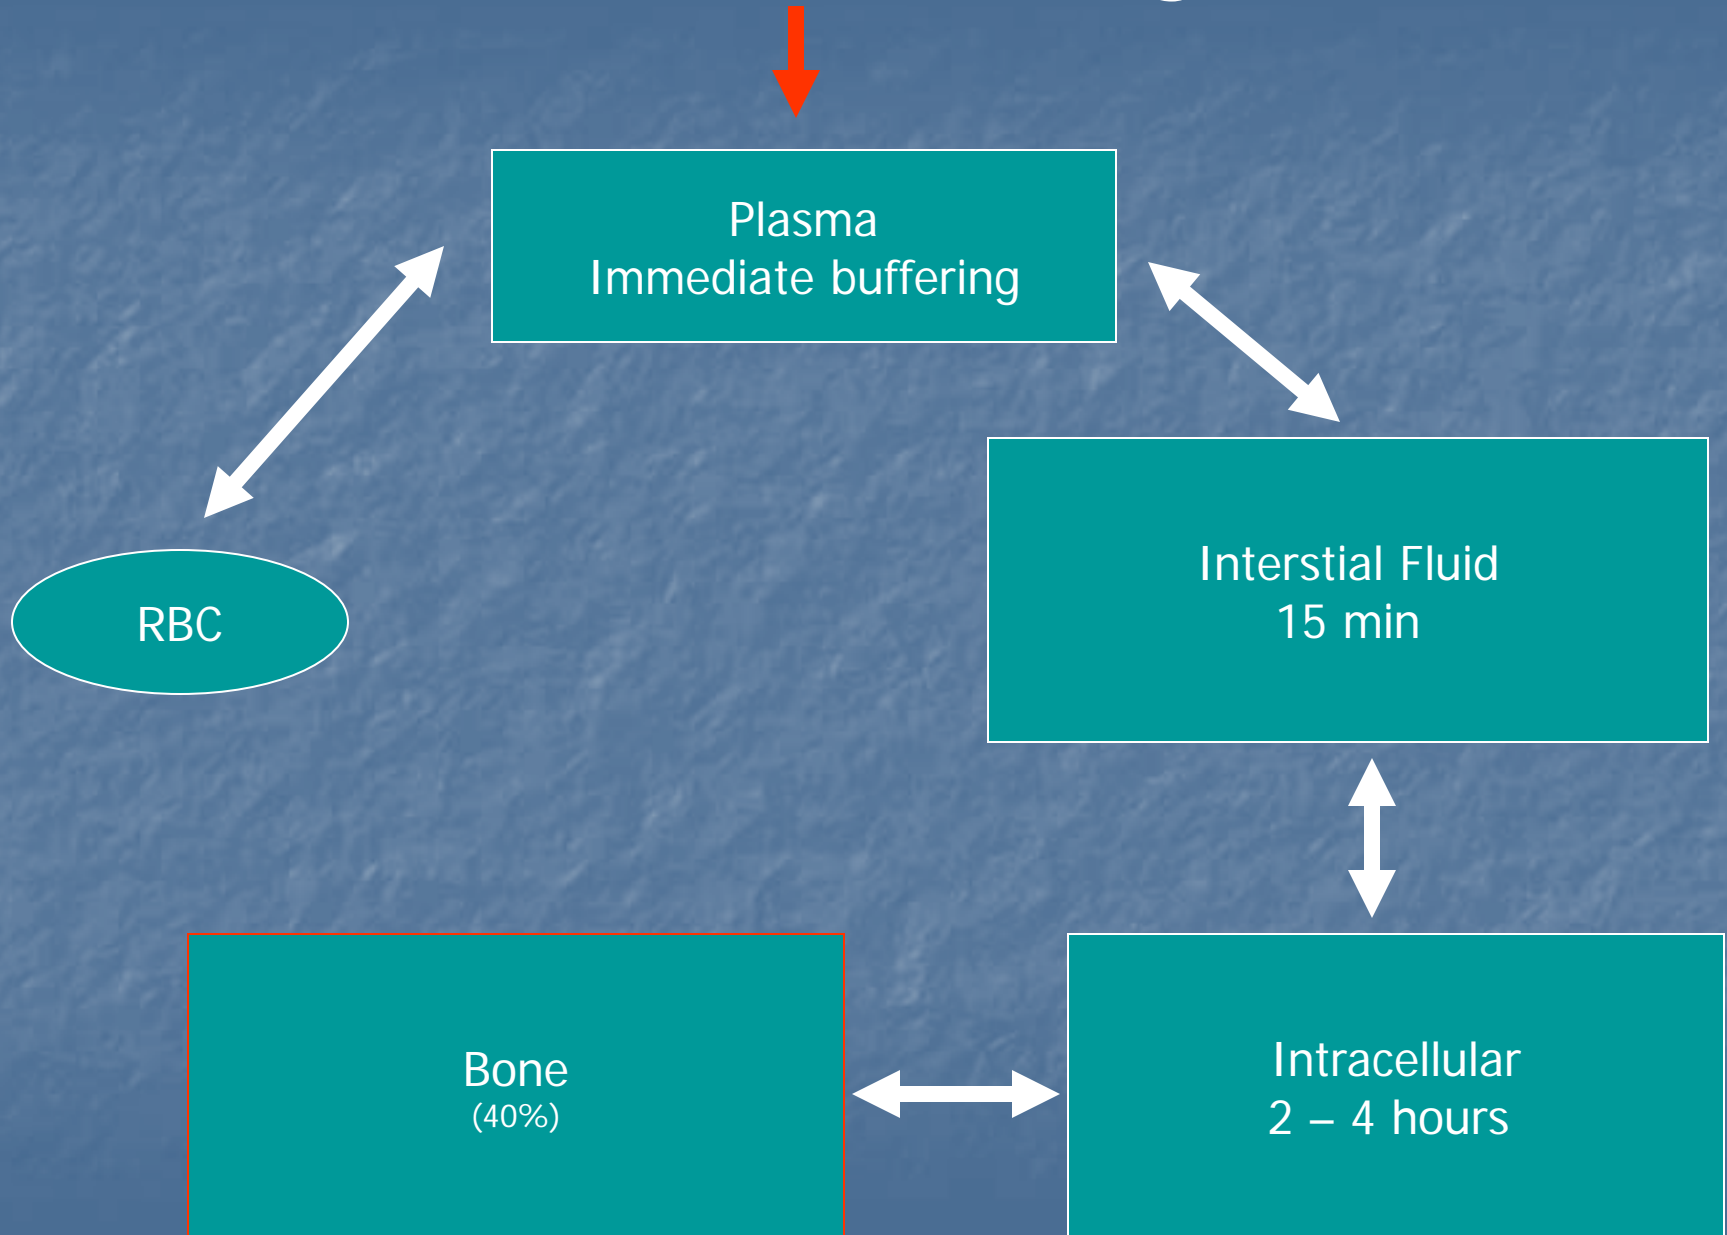 Plasma
Immediate buffering
Interstial Fluid
15 min
RBC
Bone
(40%)
Intracellular
2 – 4 hours